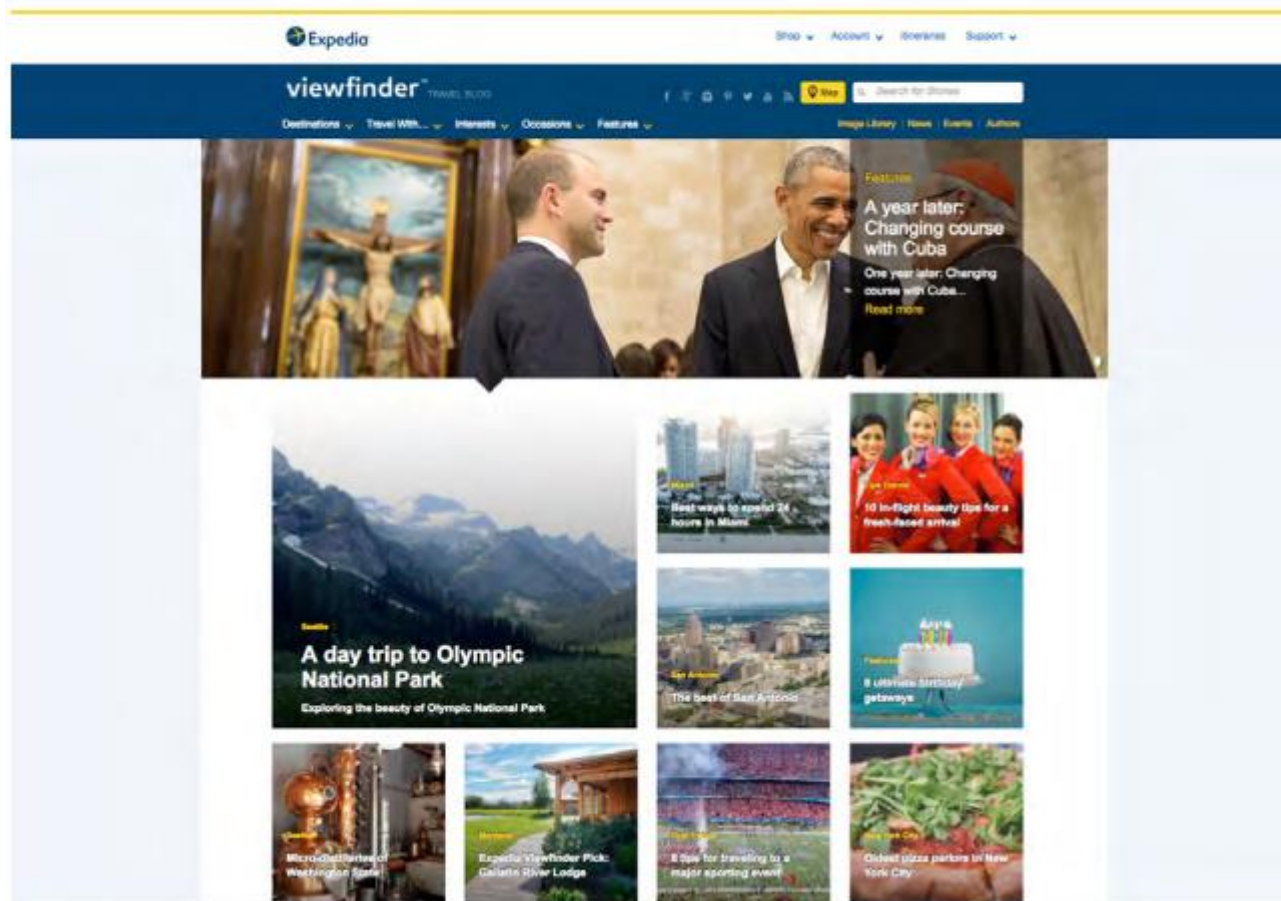 Expedia
Shop Account Itineraries Support
viewfinder™ TRAVEL BLOG
Map
Search for Stories
Destinations Travel With... Interests Occasions Features
Image Library | News | Events | Authors
Features
A year later:
Changing course
with Cuba
One year later: Changing
course with Cuba...
Read more
Seattle
A day trip to Olympic
National Park
Exploring the beauty of Olympic National Park
Miami
Best ways to spend 24
hours in Miami
10 in-flight beauty tips for a
fresh-faced arrival
San Antonio
The best of San Antonio
Features
8 ultimate birthday
getaways
Micro-distilleries of
Washington State
Montana
Expedia Viewfinder Pick:
Gallatin River Lodge
8 tips for traveling to a
major sporting event
New York City
Oldest pizza parlors in New
York City